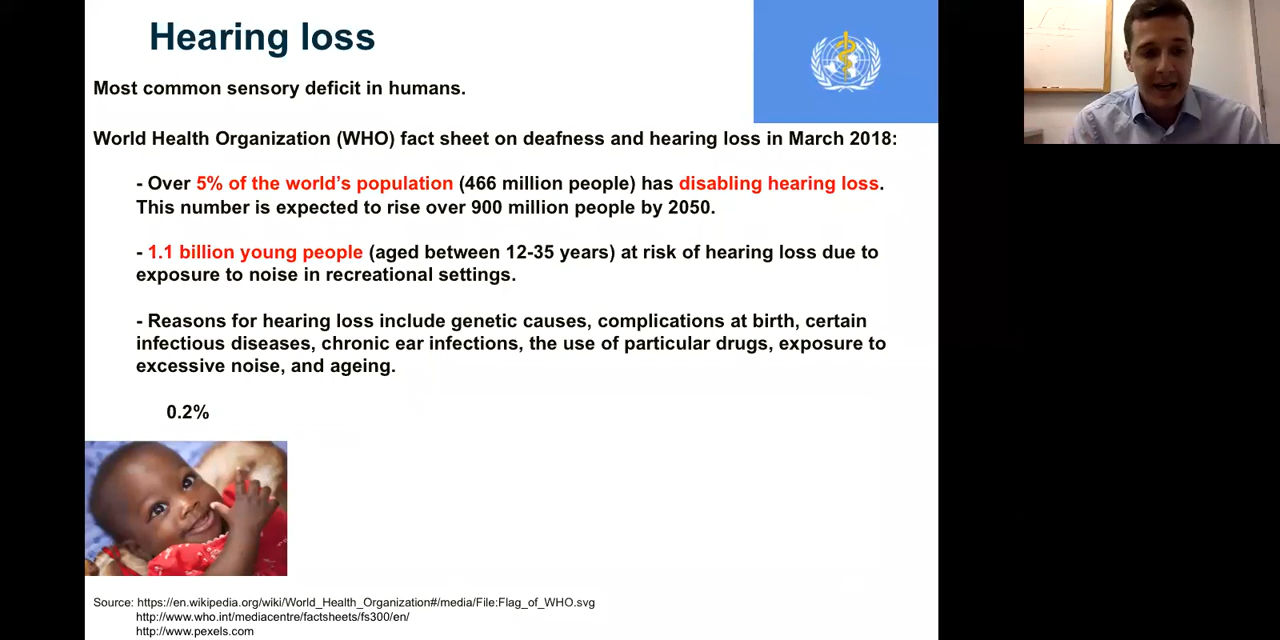 Hearing loss
Most common sensory deficit in humans.
World Health Organization (WHO) fact sheet on deafness and hearing loss in March 2018:
- Over 5% of the world’s population (466 million people) has disabling hearing loss.
This number is expected to rise over 900 million people by 2050.
- 1.1 billion young people (aged between 12-35 years) at risk of hearing loss due to
exposure to noise in recreational settings.
- Reasons for hearing loss include genetic causes, complications at birth, certain
infectious diseases, chronic ear infections, the use of particular drugs, exposure to
excessive noise, and ageing.
0.2%
Source: https://en.wikipedia.org/wiki/World_Health_Organization#/media/File:Flag_of_WHO.svg
http://www.who.int/mediacentre/factsheets/fs300/en/
http://www.pexels.com